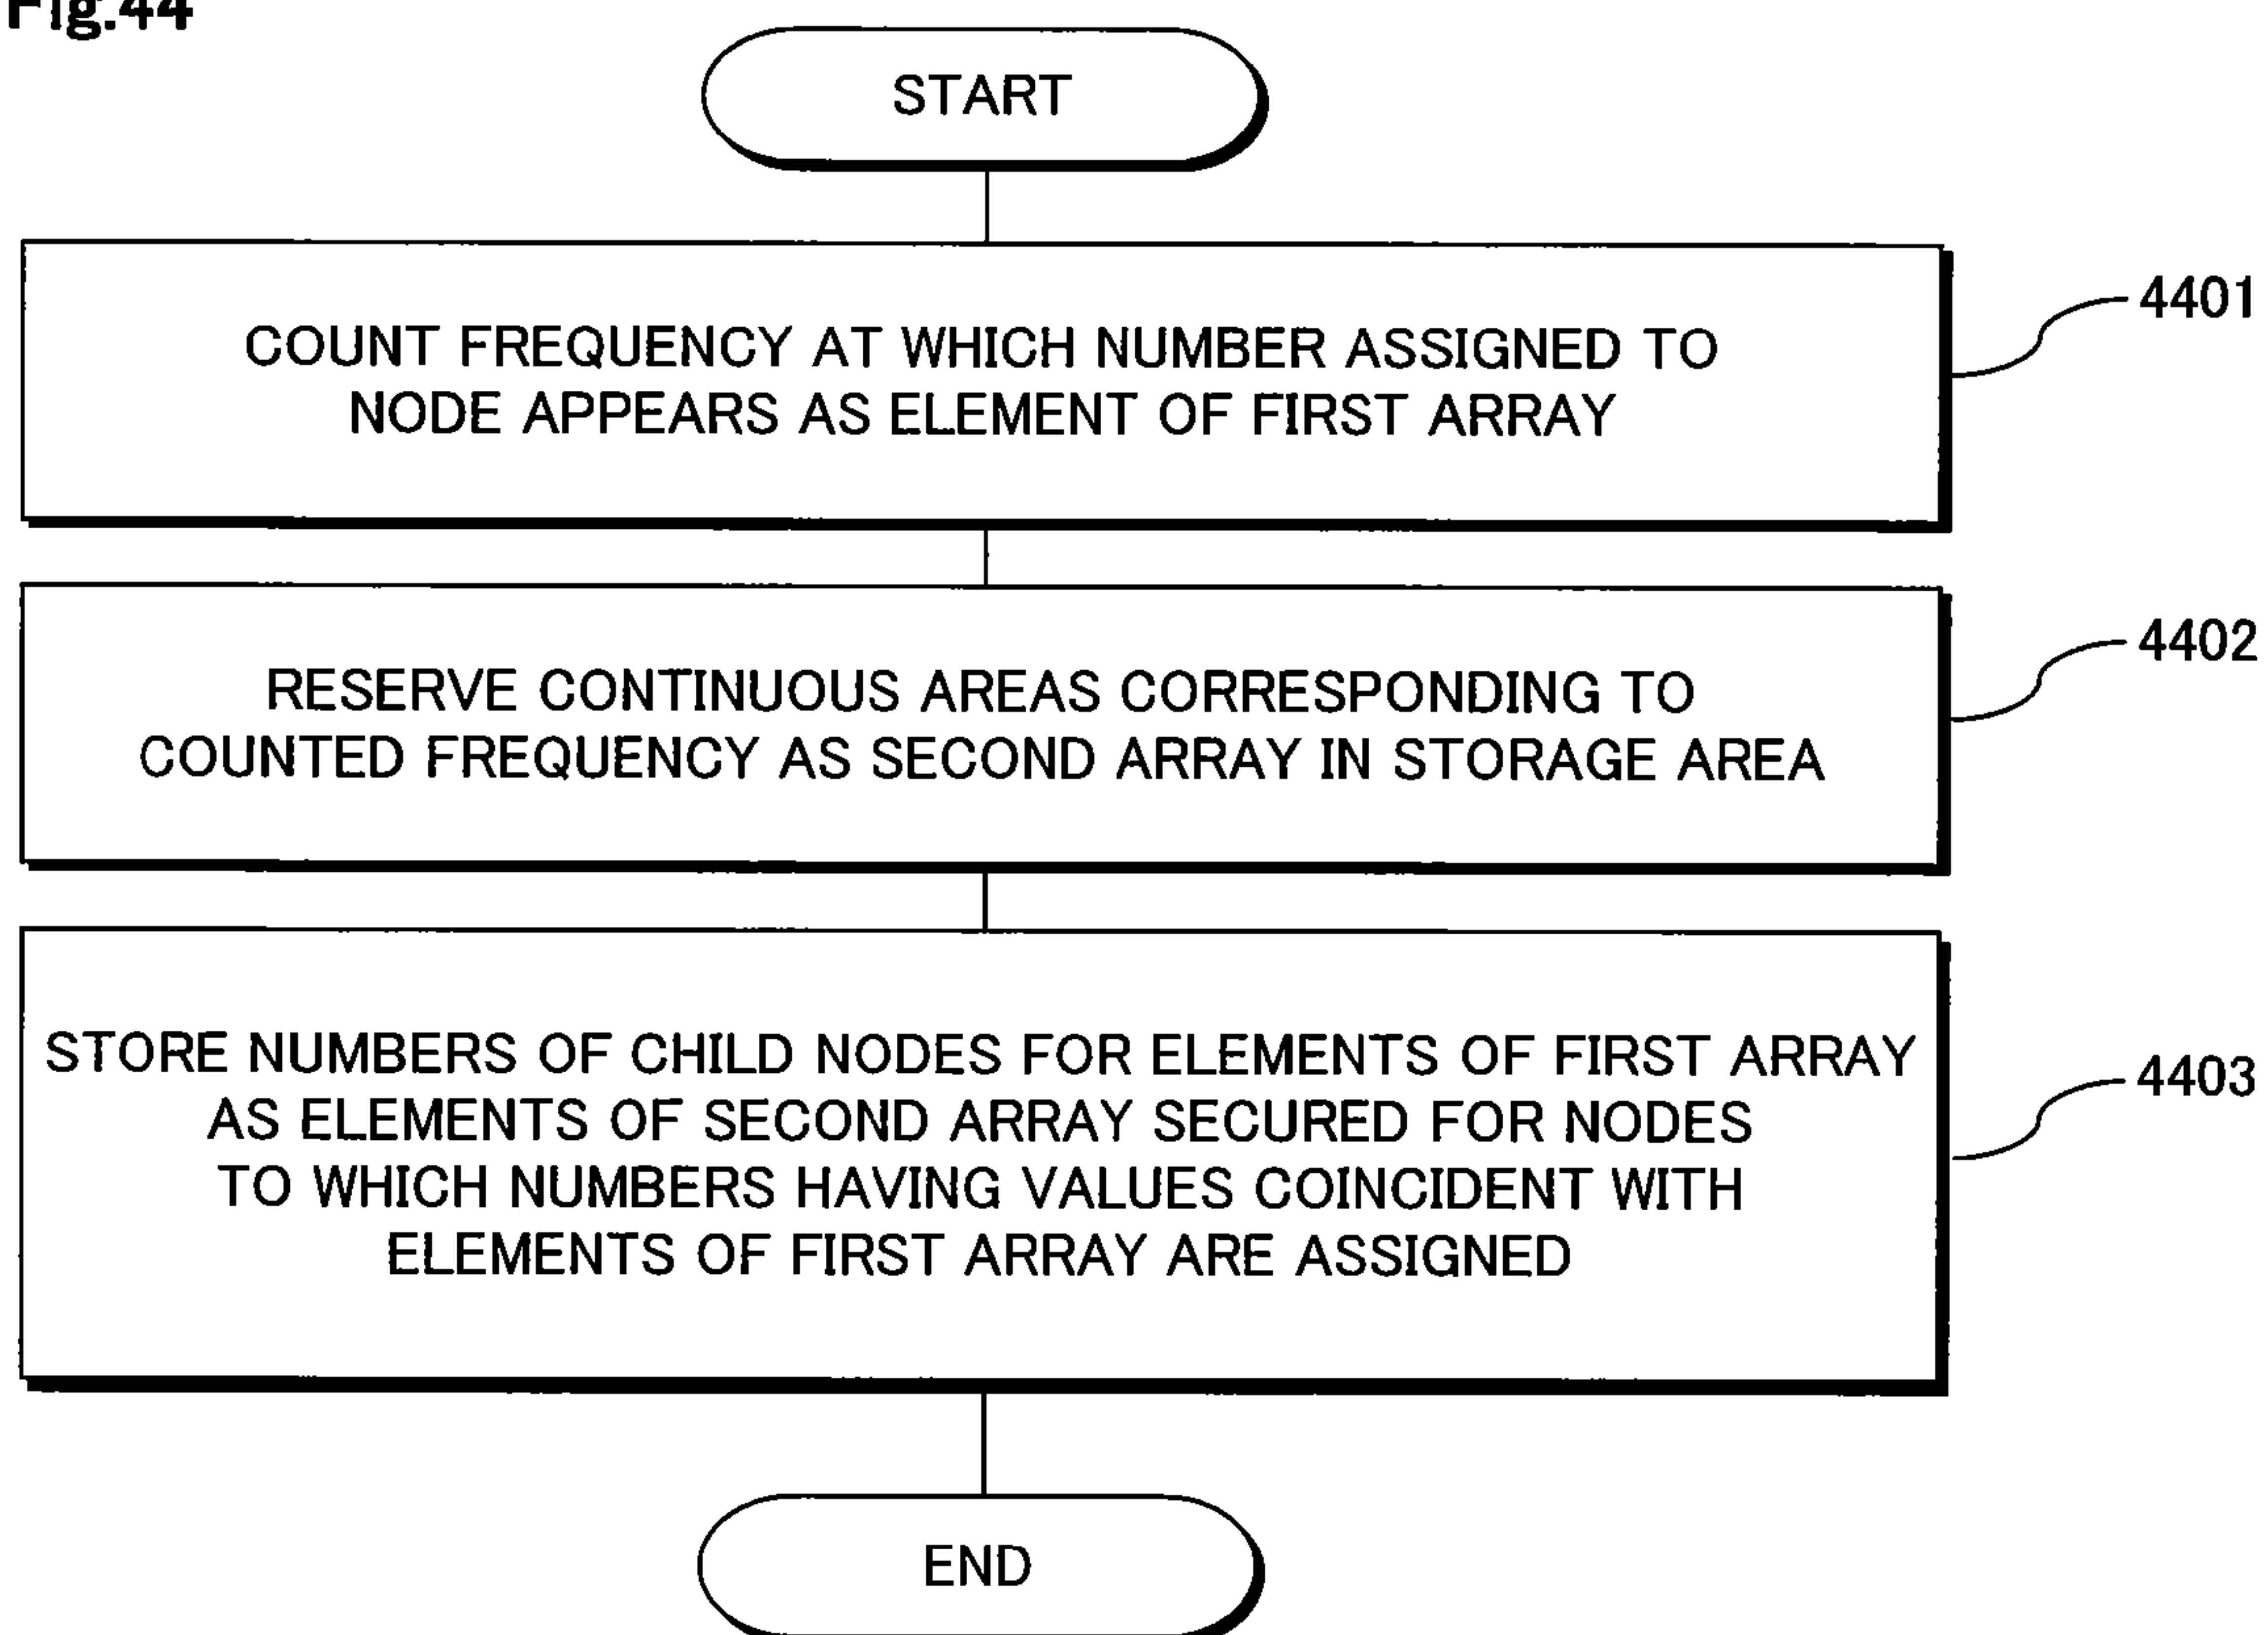 Fig.44
START
COUNT FREQUENCY AT WHICH NUMBER ASSIGNED TO
NODE APPEARS AS ELEMENT OF FIRST ARRAY
4401
RESERVE CONTINUOUS AREAS CORRESPONDING TO
COUNTED FREQUENCY AS SECOND ARRAY IN STORAGE AREA
4402
STORE NUMBERS OF CHILD NODES FOR ELEMENTS OF FIRST ARRAY
AS ELEMENTS OF SECOND ARRAY SECURED FOR NODES
TO WHICH NUMBERS HAVING VALUES COINCIDENT WITH
ELEMENTS OF FIRST ARRAY ARE ASSIGNED
4403
END